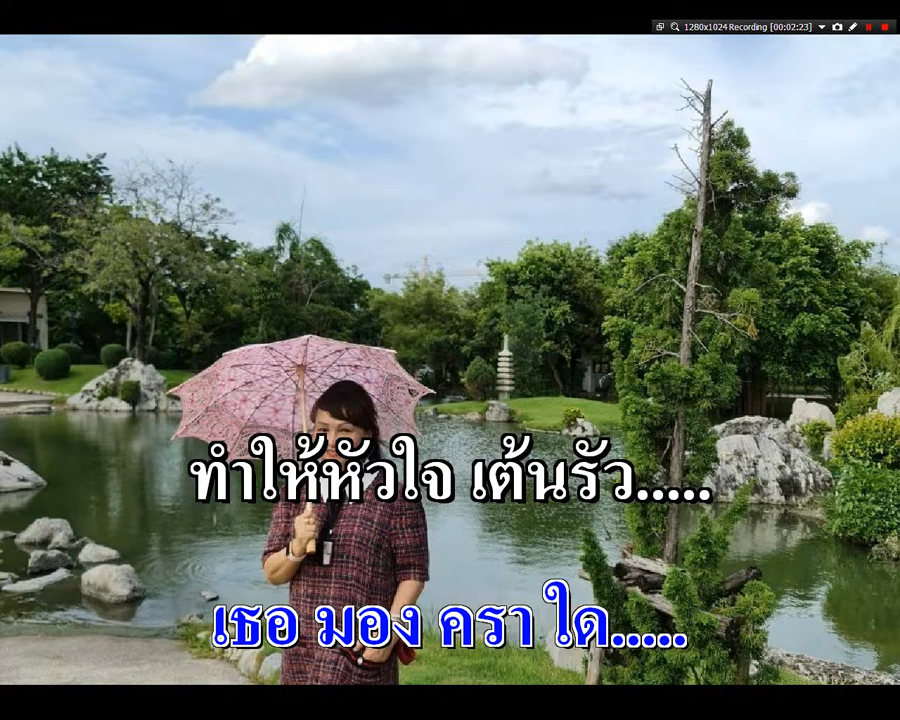 1280x1024 Recording [00:02:23]
ทำให้หัวใจ เต้นรัว.....
เธอ มอง ครา ใด.....